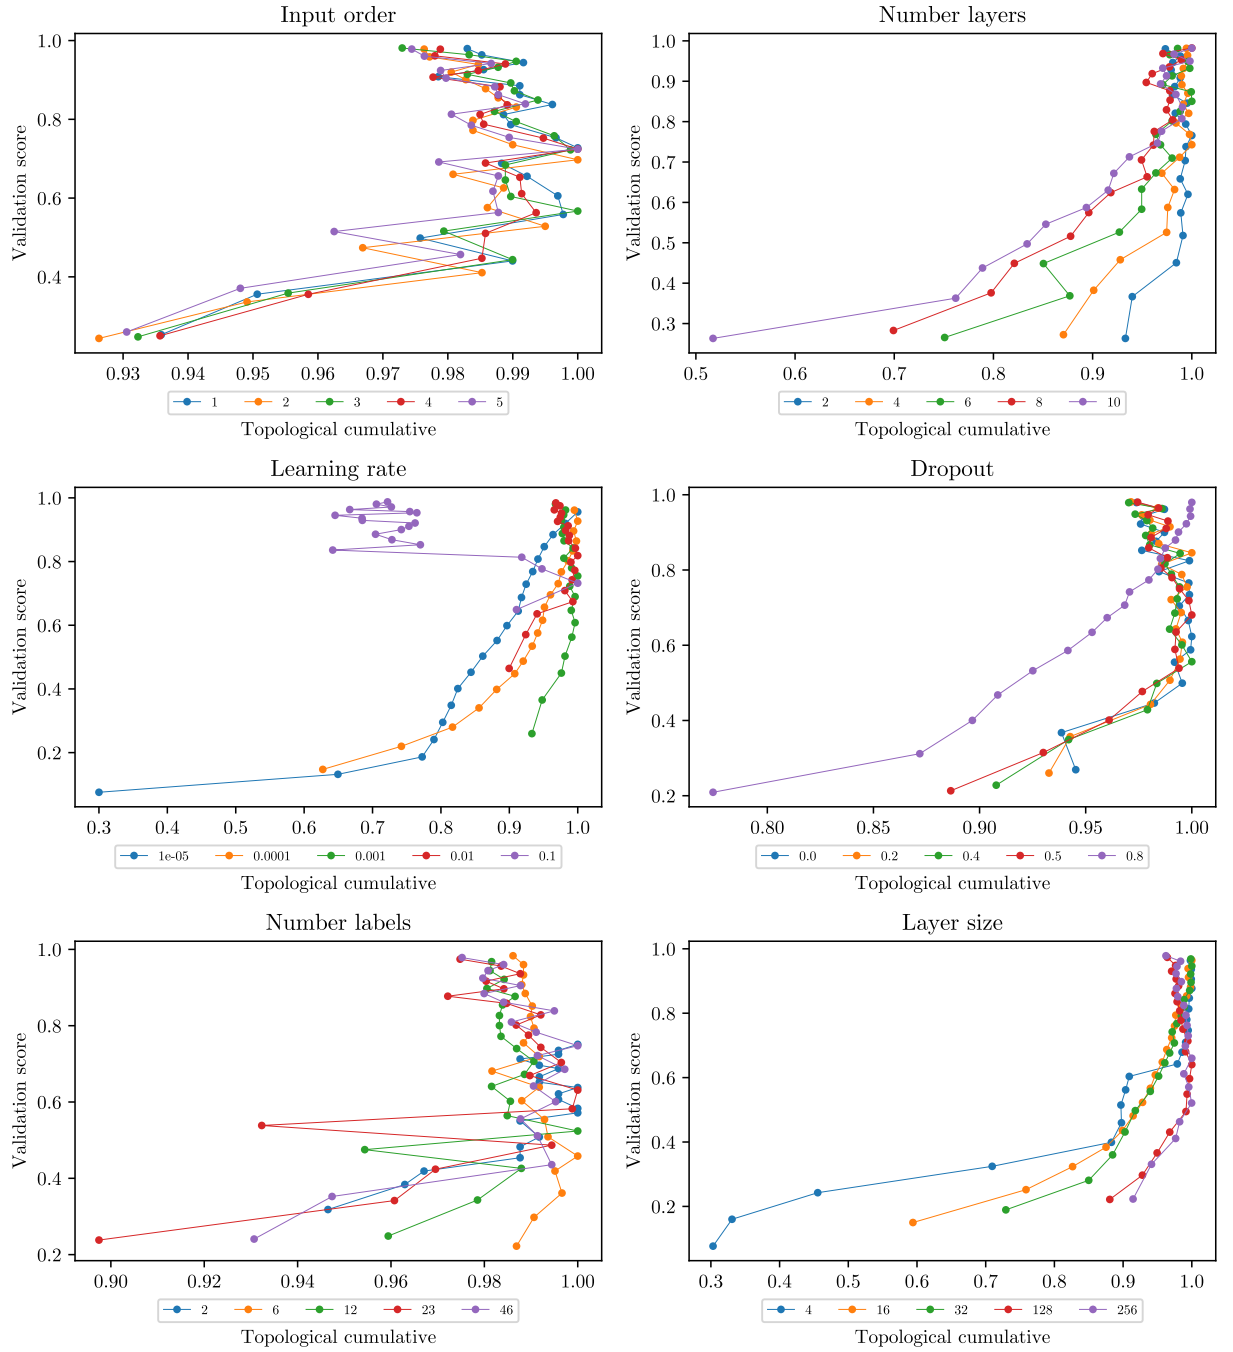 Input order
Validation score
1.0
0.8
0.6
0.4
0.93 0.94 0.95 0.96 0.97 0.98 0.99 1.00
1 2 3 4 5
Topological cumulative
Number layers
Validation score
1.0
0.9
0.8
0.7
0.6
0.5
0.4
0.3
0.5 0.6 0.7 0.8 0.9 1.0
2 4 6 8 10
Topological cumulative
Learning rate
Validation score
1.0
0.8
0.6
0.4
0.2
0.3 0.4 0.5 0.6 0.7 0.8 0.9 1.0
1e-05 0.0001 0.001 0.01 0.1
Topological cumulative
Dropout
Validation score
1.0
0.8
0.6
0.4
0.2
0.80 0.85 0.90 0.95 1.00
0.0 0.2 0.4 0.5 0.8
Topological cumulative
Number labels
Validation score
1.0
0.8
0.6
0.4
0.2
0.90 0.92 0.94 0.96 0.98 1.00
2 6 12 23 46
Topological cumulative
Layer size
Validation score
1.0
0.8
0.6
0.4
0.2
0.3 0.4 0.5 0.6 0.7 0.8 0.9 1.0
4 16 32 128 256
Topological cumulative